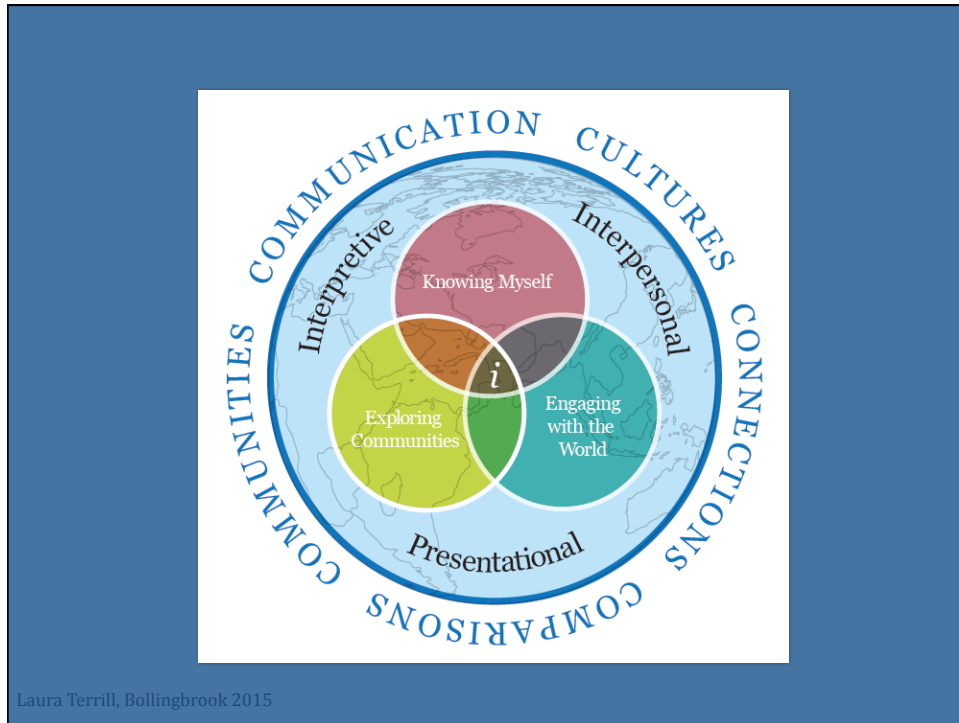 COMMUNICATION CULTURES CONNECTIONS COMPARISONS COMMUNITIES
Interpretive
Interpersonal
Knowing Myself
i
Exploring
Communities
Engaging
with the
World
Presentational
Laura Terrill, Bollingbrook 2015